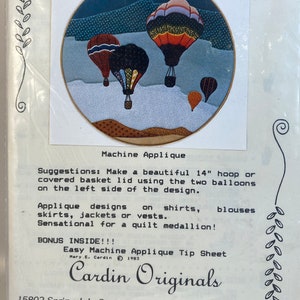 Machine Applique
Suggestions: Make a beautiful 14" hoop or
covered basket lid using the two balloons
on the left side of the design.
Applique designs on shirts, blouses
skirts, jackets or vests.
Sensational for a quilt medallion!
BONUS INSIDE!!!
Easy Machine Applique Tip Sheet
Mary E. Cardin © 1985
Cardin Originals